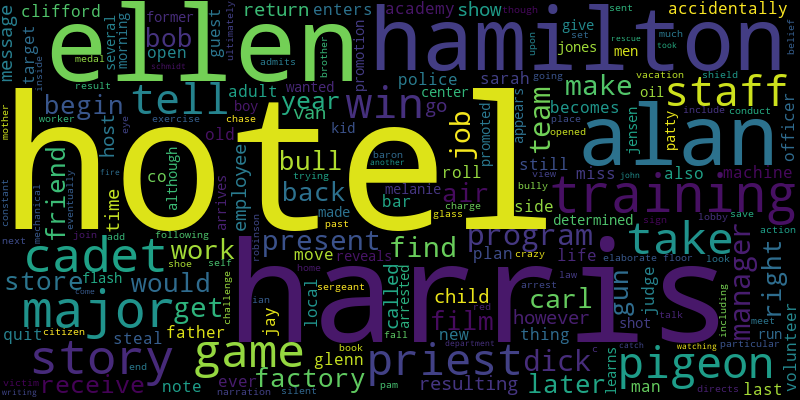 message clifford former bob ellen return enters hamilton academy show though sent rescue accidentally
target several morning open guest ultimately admits promotion jones give set upon men much took belief
inside medal schmidt brother police sarah going vacation shield staff
result begin tell adult year wanted center win go promoted appears team make becomes oil alan officer
mother worker exercise boy van host old kid job
hotel
eye chase employee bull baron another trying roll melanie air still bully view john place opened conduct include patty jensen miss also machine
constant friend co although time arrives back made past bar charge glass side determined training sign lobby save
mechanical eventually fire join add following robinson present find program plan crazy life elaborate floor look action
next cadet work shoe self move reveals home harris law take manager right
store flash would challenge local called arrested arrest gun judge talk including meet particular
come major get ian sergeant child film red however carl shot run
quit citizen steal father jay fall new thing
story game book glenn priest dick department c catch learns pigeon watching volunteer
victim end receive note ever factory narration silent pam resulting later man directs last
writing